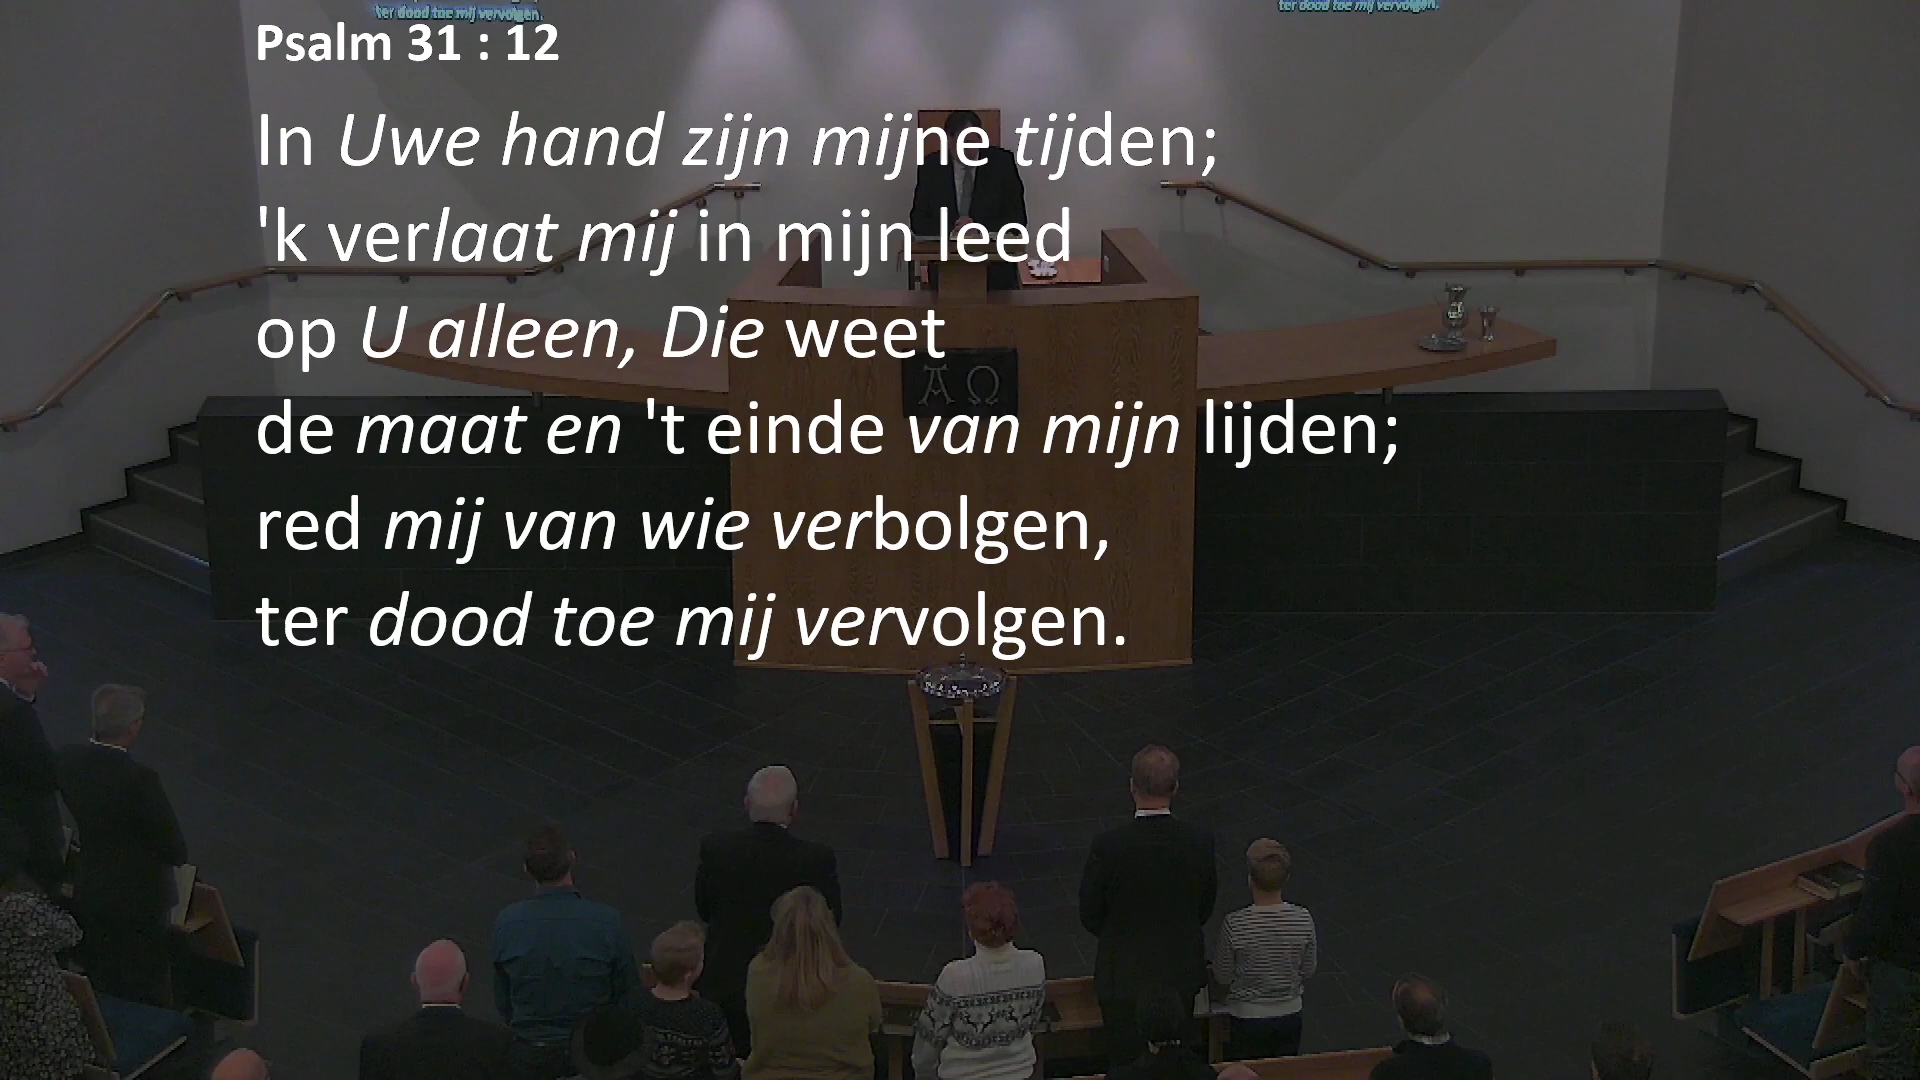 ter dood toe mij vervolgen.
ter dood toe mij vervolgen.
Psalm 31 : 12
In Uwe hand zijn mijne tijden;
'k verlaat mij in mijn leed
op U alleen, Die weet
de maat en 't einde van mijn lijden;
red mij van wie verbolgen,
ter dood toe mij vervolgen.
Α Ω